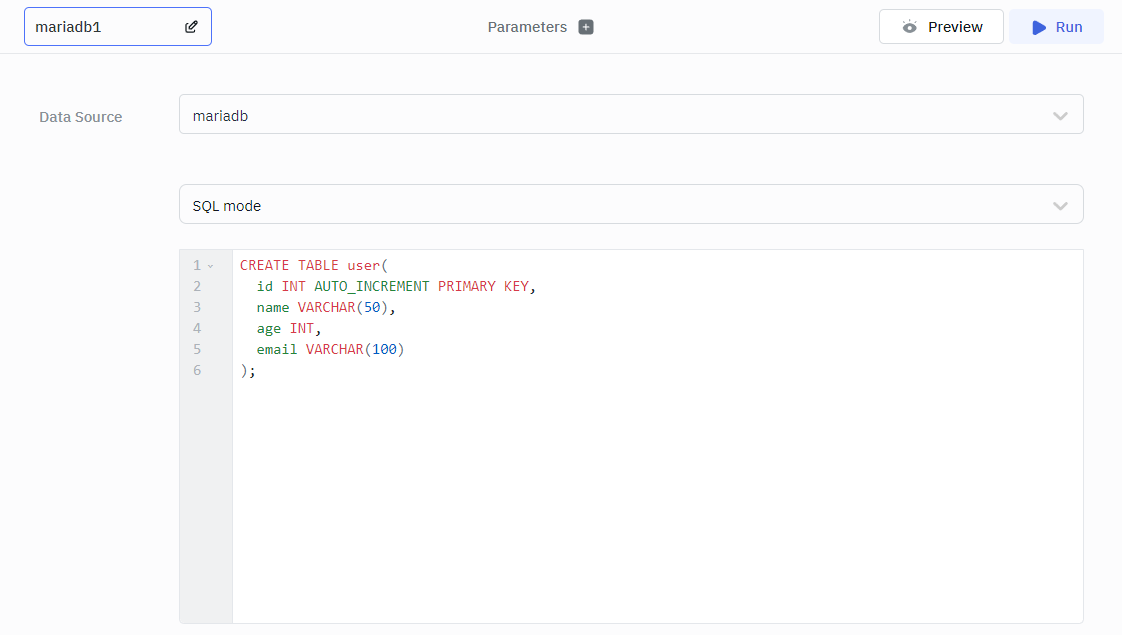 mariadb1
Parameters
Preview
Run
Data Source
mariadb
SQL mode
1 CREATE TABLE user(
2 id INT AUTO_INCREMENT PRIMARY KEY,
3 name VARCHAR(50),
4 age INT,
5 email VARCHAR(100)
6 );